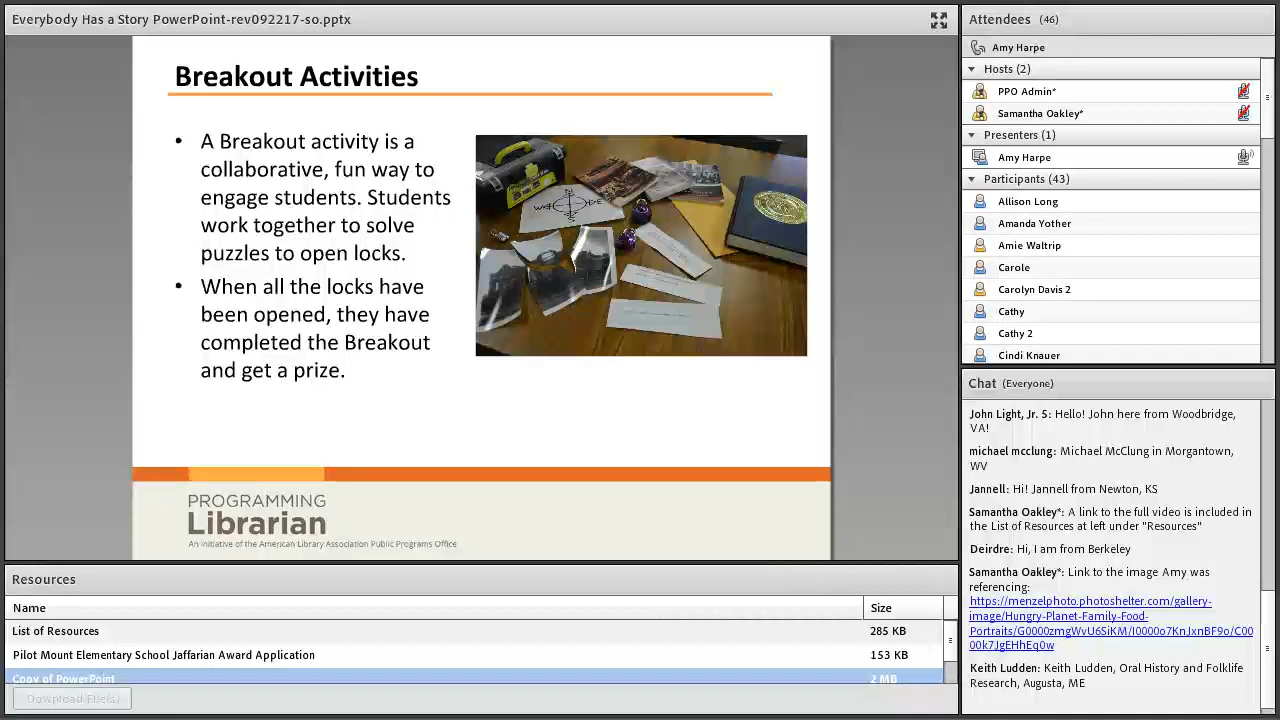 Everybody Has a Story PowerPoint-rev092217-so.pptx
Breakout Activities
• A Breakout activity is a
collaborative, fun way to
engage students. Students
work together to solve
puzzles to open locks.
• When all the locks have
been opened, they have
completed the Breakout
and get a prize.
PROGRAMMING
Librarian
An Initiative of the American Library Association Public Programs Office
Resources
Name Size
List of Resources 285 KB
Pilot Mount Elementary School Jaffarian Award Application 153 KB
Copy of PowerPoint 2 MB
Download File(s)
Attendees (46)
Amy Harpe
Hosts (2)
PPO Admin*
Samantha Oakley*
Presenters (1)
Amy Harpe
Participants (43)
Allison Long
Amanda Yother
Amie Waltrip
Carole
Carolyn Davis 2
Cathy
Cathy 2
Cindi Knauer
Chat (Everyone)
John Light, Jr. 5: Hello! John here from Woodbridge,
VA!
michael mcclung: Michael McClung in Morgantown,
WV
Jannell: Hi! Jannell from Newton, KS
Samantha Oakley*: A link to the full video is included in
the List of Resources at left under "Resources"
Deirdre: Hi, I am from Berkeley
Samantha Oakley*: Link to the image Amy was
referencing:
https://menzelphoto.photoshelter.com/gallery-
image/Hungry-Planet-Family-Food-
Portraits/G0000zmgWvU6SiKM/I0000o7KnJxnBF9o/C00
00k7JgEHhEq0w
Keith Ludden: Keith Ludden, Oral History and Folklife
Research, Augusta, ME